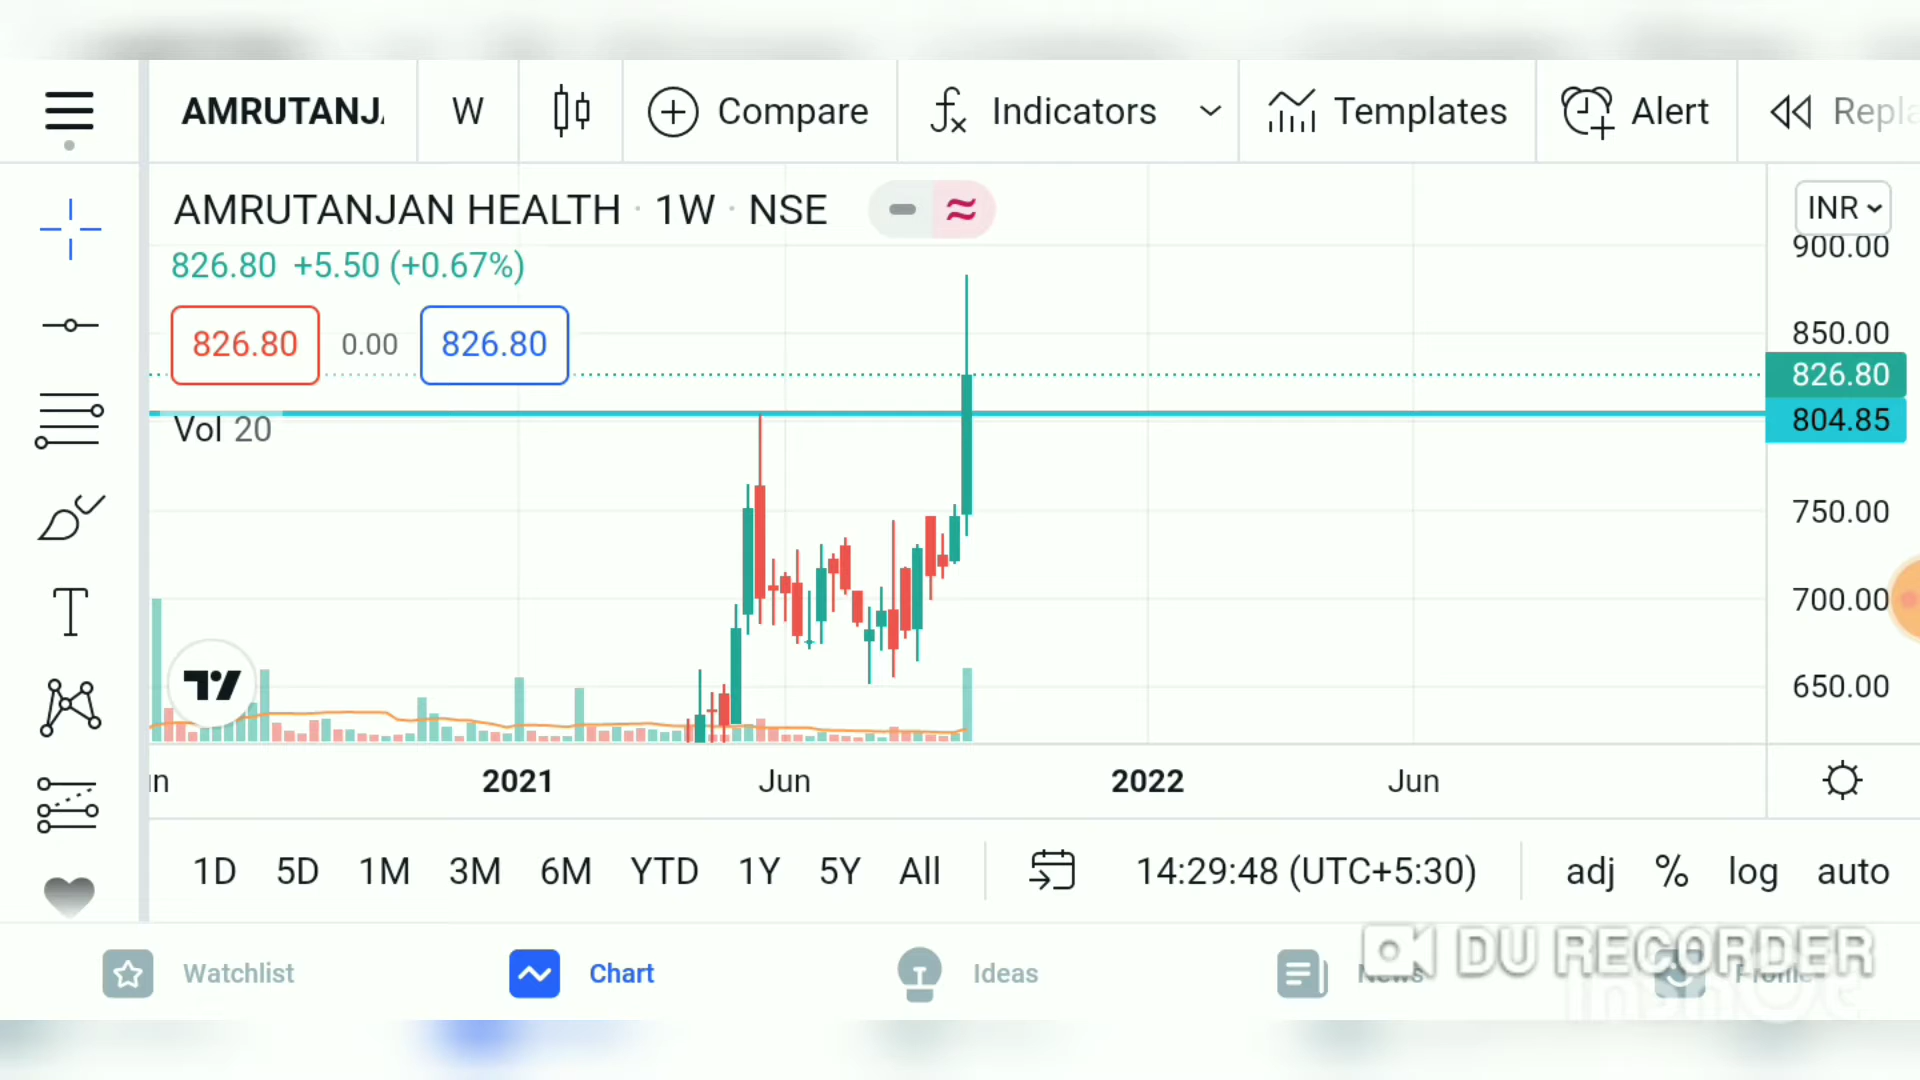 AMRUTANJ
W
Compare
Indicators
Templates
Alert
Repla
AMRUTANJAN HEALTH · 1W · NSE
INR
826.80 +5.50 (+0.67%)
826.80 0.00 826.80
Vol 20
900.00
850.00
826.80
804.85
750.00
700.00
650.00
2021 Jun 2022 Jun
1D 5D 1M 3M 6M YTD 1Y 5Y All
14:29:48 (UTC+5:30)
adj % log auto
Watchlist
Chart
Ideas
News
Profile
DU RECORDER